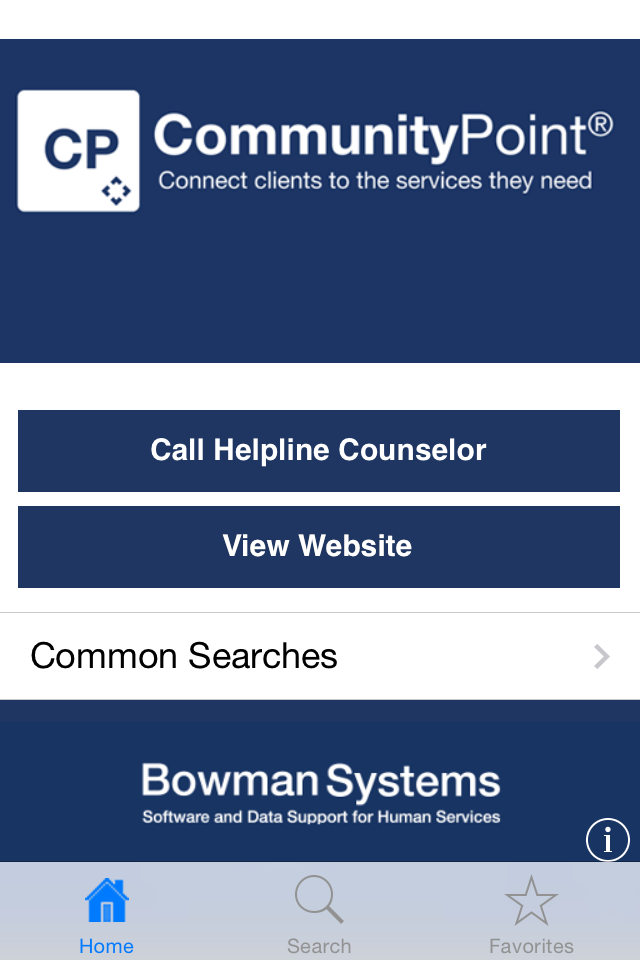 CP
CommunityPoint®
Connect clients to the services they need
Call Helpline Counselor
View Website
Common Searches
Bowman Systems
Software and Data Support for Human Services
i
Home
Search
Favorites